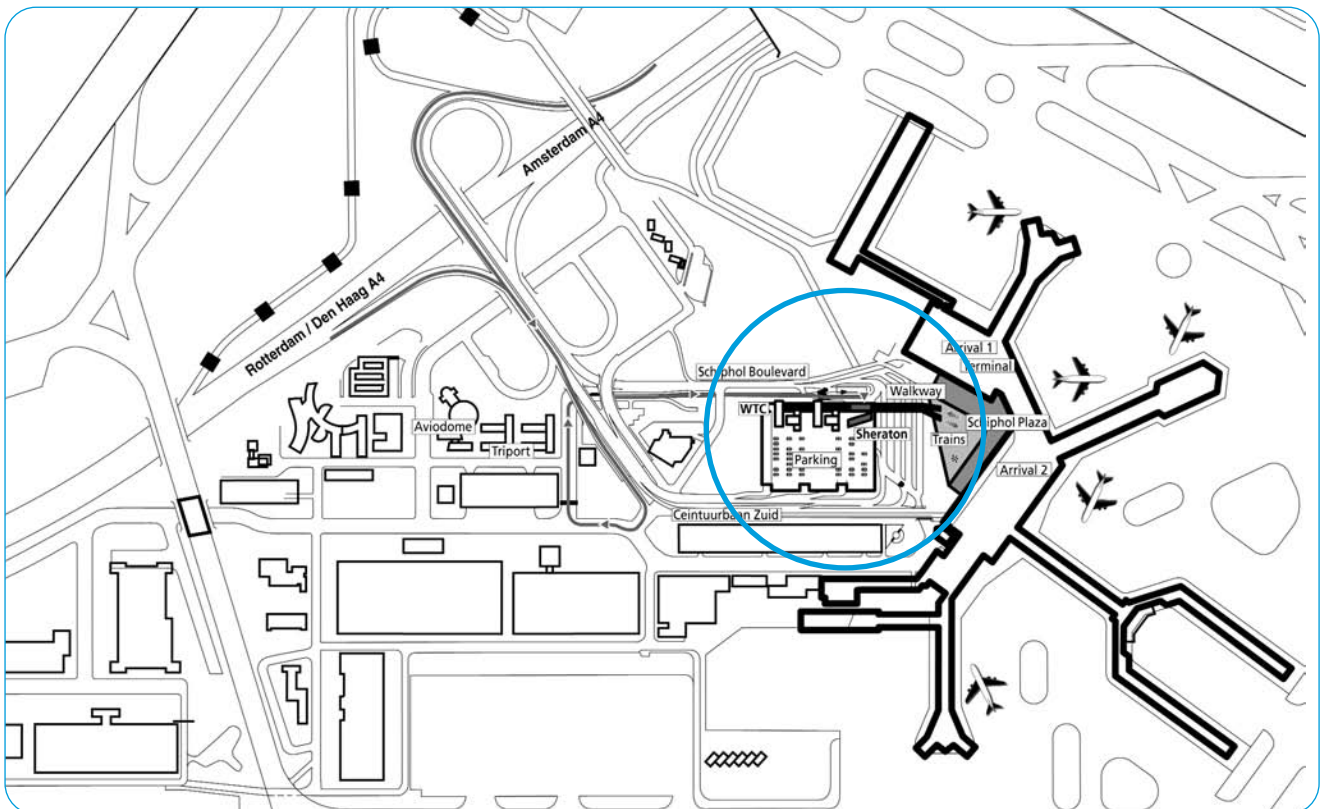 Amsterdam A4
Rotterdam / Den Haag A4
Arrival 1
Terminal
Schiphol Boulevard
Walkway
WTC
Schiphol Plaza
Aviodome
Sheraton
Trains
Triport
Parking
Arrival 2
Ceintuurbaan Zuid